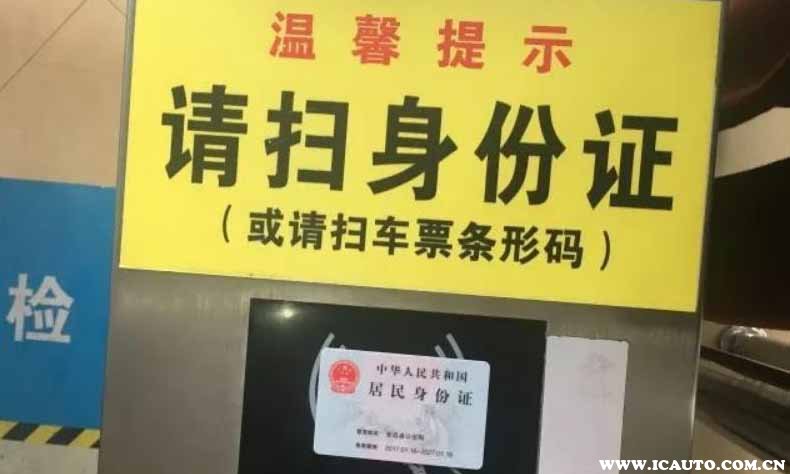 温馨提示
请扫身份证
（或请扫车票条形码）
检
中华人民共和国
居民身份证
WWW.ICAUTO.COM.CN